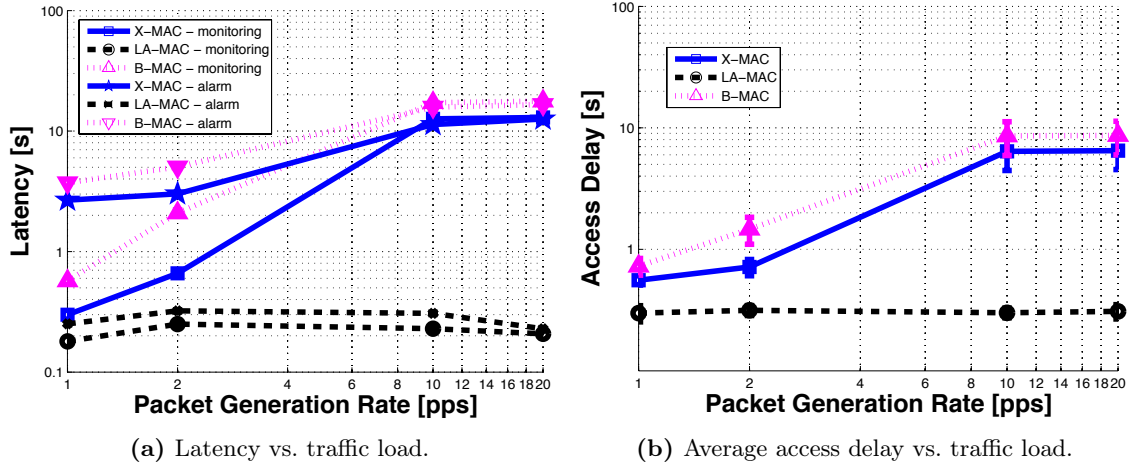 100
10
1
0.1
Latency [s]
X−MAC − monitoring
LA−MAC − monitoring
B−MAC − monitoring
X−MAC − alarm
LA−MAC − alarm
B−MAC − alarm
1 2 4 6 8 10 12 14 16 18 20
Packet Generation Rate [pps]
(a) Latency vs. traffic load.
100
10
1
Access Delay [s]
X−MAC
LA−MAC
B−MAC
1 2 4 6 8 10 12 14 16 18 20
Packet Generation Rate [pps]
(b) Average access delay vs. traffic load.